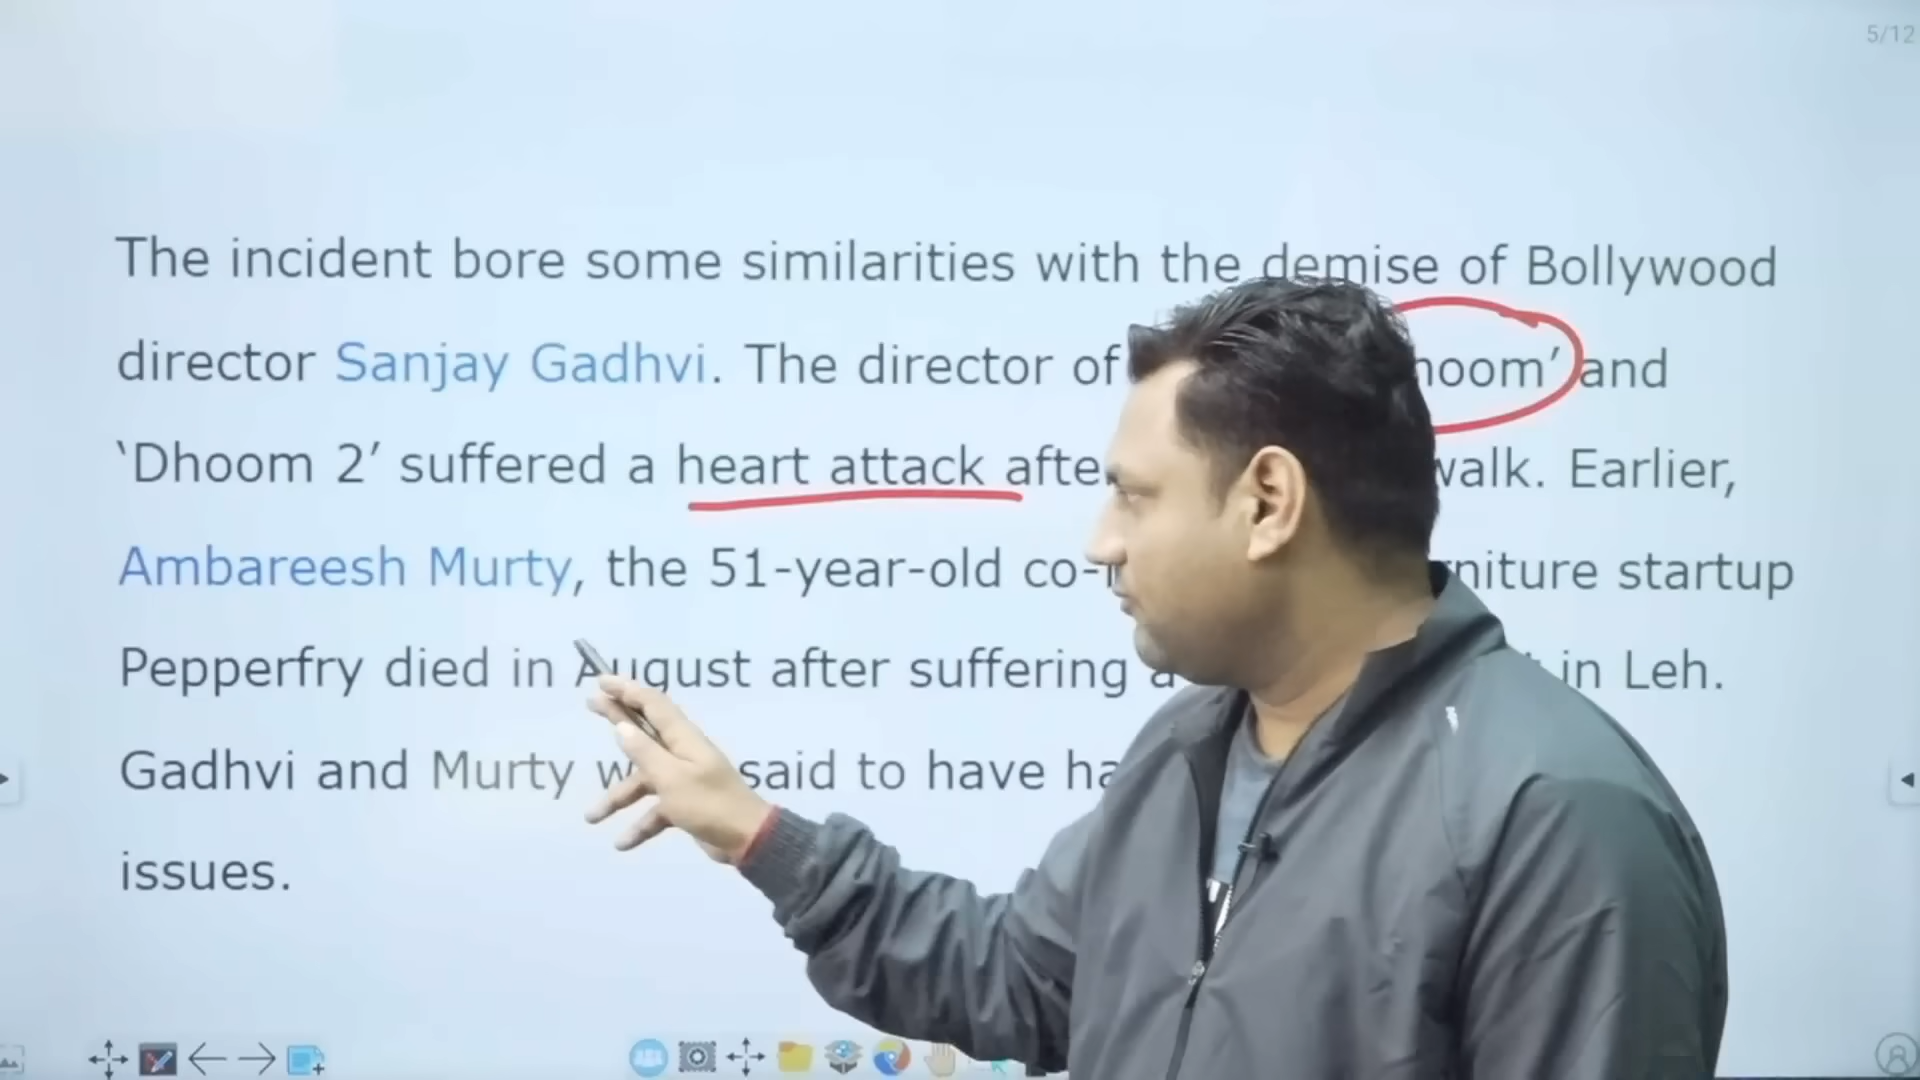 5/12
The incident bore some similarities with the demise of Bollywood
director Sanjay Gadhvi. The director of hoom’ and
‘Dhoom 2’ suffered a heart attack afte walk. Earlier,
Ambareesh Murty, the 51-year-old co- niture startup
Pepperfry died in August after suffering a in Leh.
Gadhvi and Murty w said to have ha
issues.